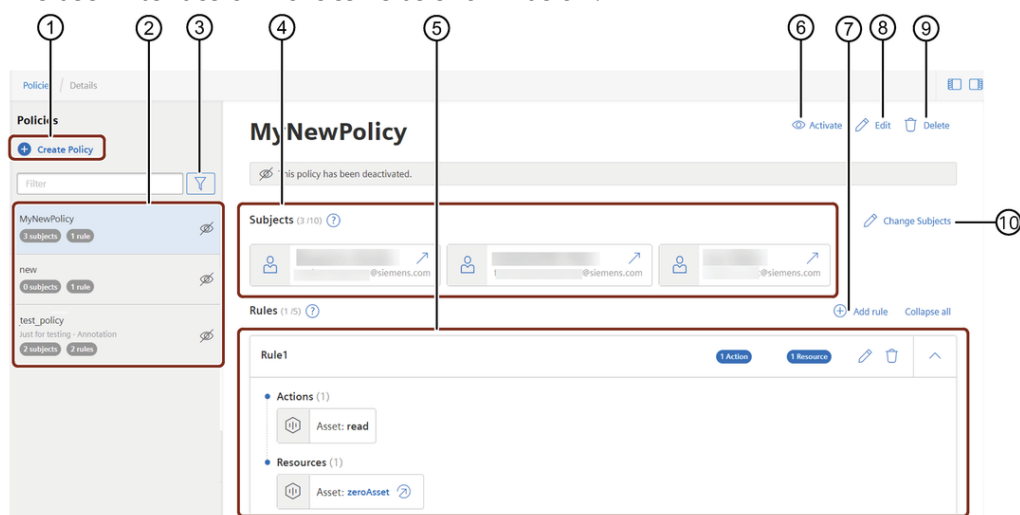 ① ② ③ ④ ⑤ ⑥ ⑦ ⑧ ⑨
Policies / Details
Policies
Create Policy
Filter
MyNewPolicy
3 subjects 1 rule
new
0 subjects 1 rule
test_policy
Just for testing - Annotation
2 subjects 2 rules
MyNewPolicy
Activate Edit Delete
This policy has been deactivated.
Subjects (3 /10) ?
Change Subjects ⑩
@siemens.com @siemens.com @siemens.com
Rules (1 /5) ?
Add rule Collapse all
Rule1 1 Action 1 Resource
Actions (1)
Asset: read
Resources (1)
Asset: zeroAsset